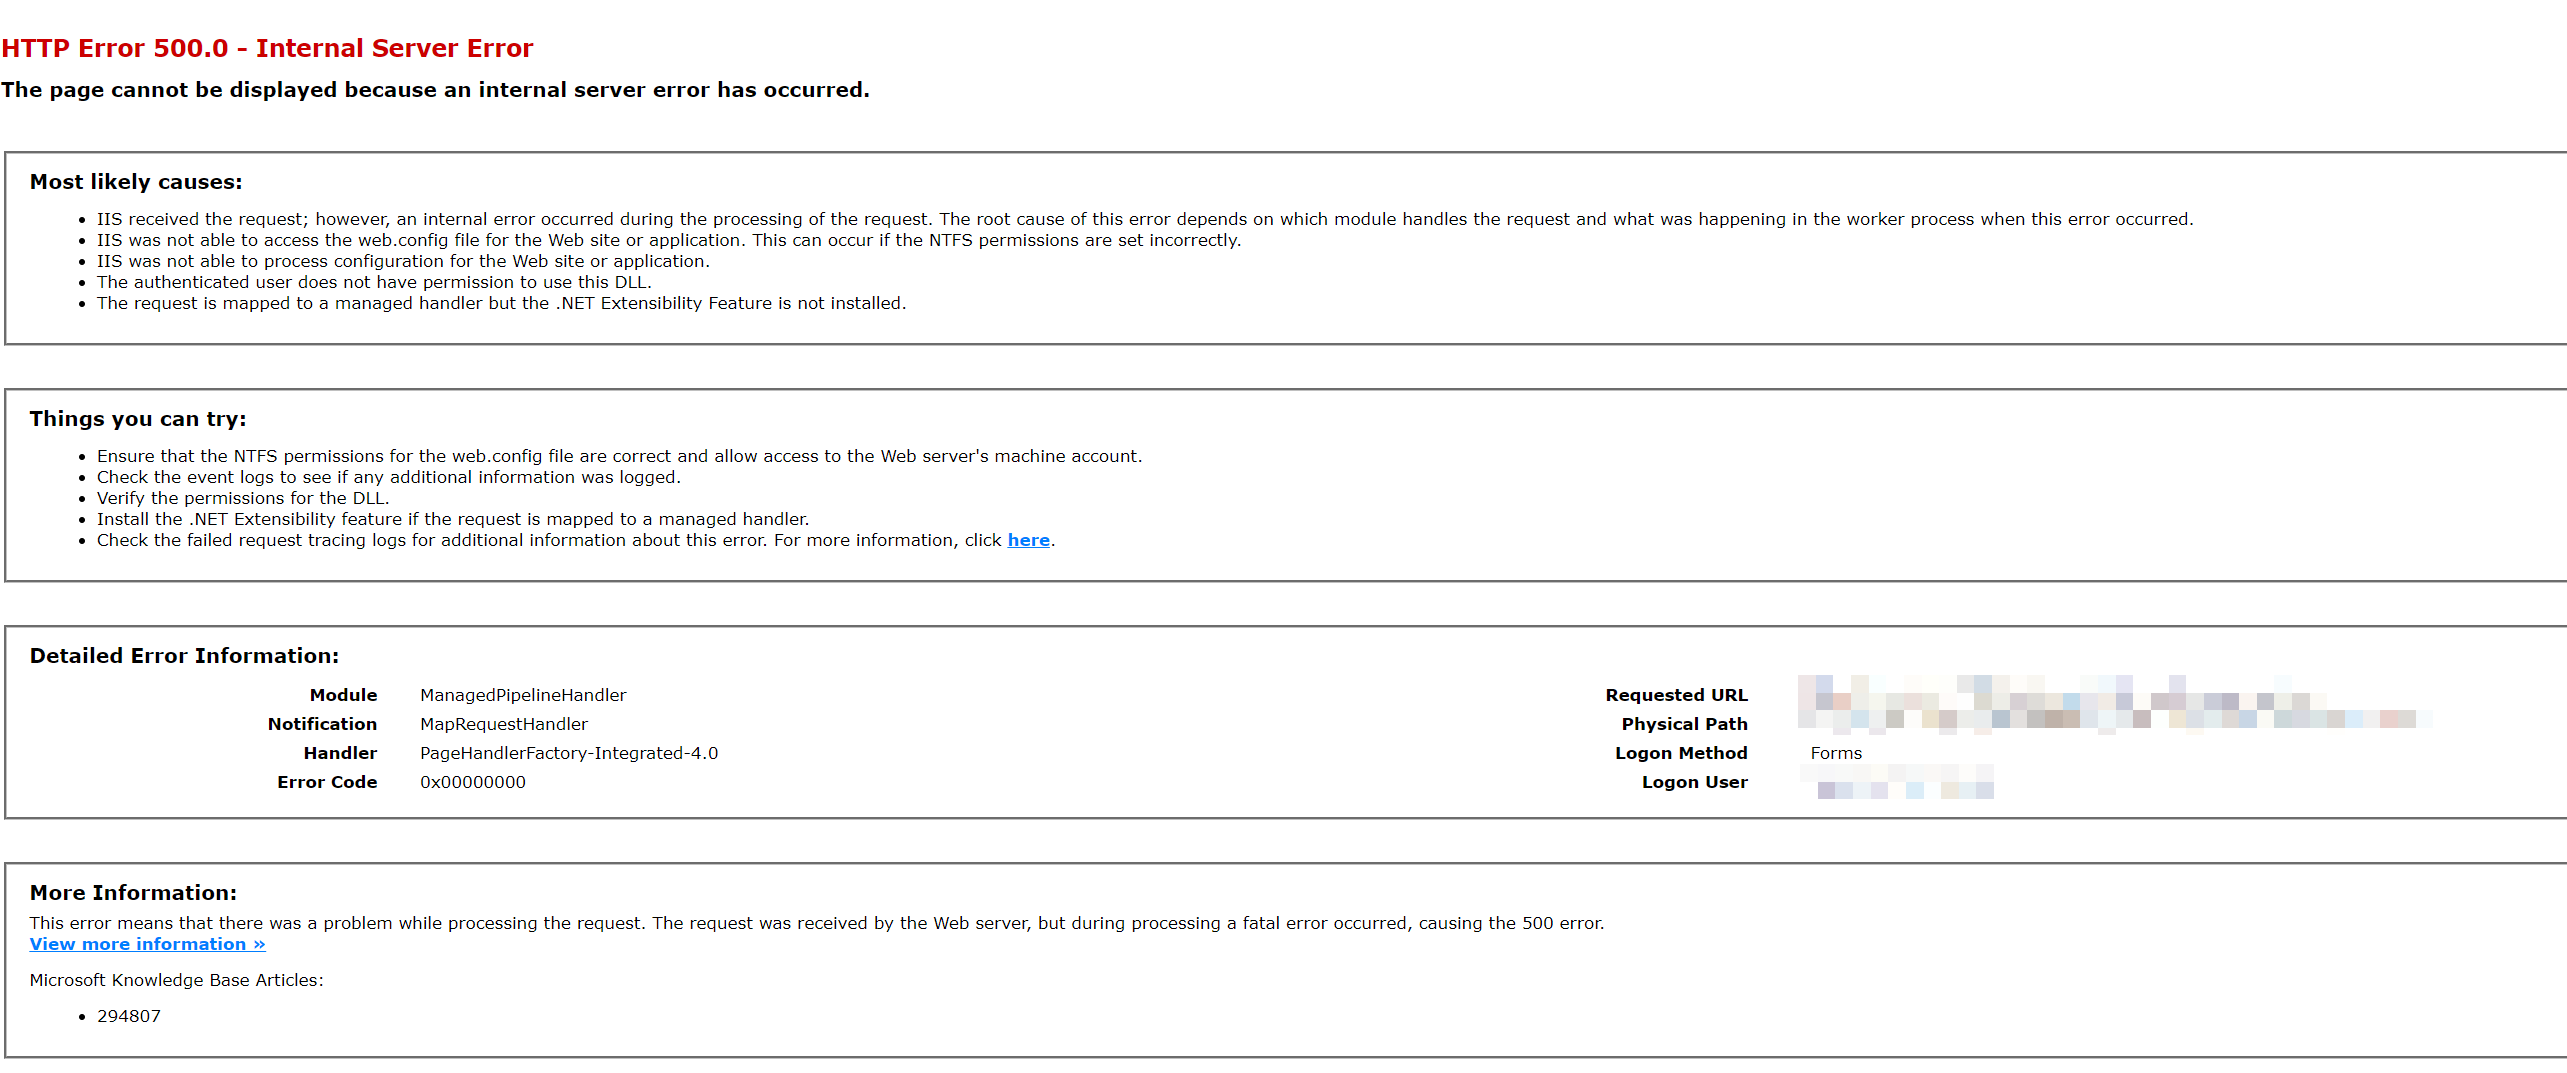 HTTP Error 500.0 - Internal Server Error
The page cannot be displayed because an internal server error has occurred.
Most likely causes:
• IIS received the request; however, an internal error occurred during the processing of the request. The root cause of this error depends on which module handles the request and what was happening in the worker process when this error occurred.
• IIS was not able to access the web.config file for the Web site or application. This can occur if the NTFS permissions are set incorrectly.
• IIS was not able to process configuration for the Web site or application.
• The authenticated user does not have permission to use this DLL.
• The request is mapped to a managed handler but the .NET Extensibility Feature is not installed.
Things you can try:
• Ensure that the NTFS permissions for the web.config file are correct and allow access to the Web server's machine account.
• Check the event logs to see if any additional information was logged.
• Verify the permissions for the DLL.
• Install the .NET Extensibility feature if the request is mapped to a managed handler.
• Check the failed request tracing logs for additional information about this error. For more information, click here.
Detailed Error Information:
Module ManagedPipelineHandler
Notification MapRequestHandler
Handler PageHandlerFactory-Integrated-4.0
Error Code 0x00000000
Requested URL
Physical Path
Logon Method Forms
Logon User
More Information:
This error means that there was a problem while processing the request. The request was received by the Web server, but during processing a fatal error occurred, causing the 500 error.
View more information »
Microsoft Knowledge Base Articles:
• 294807